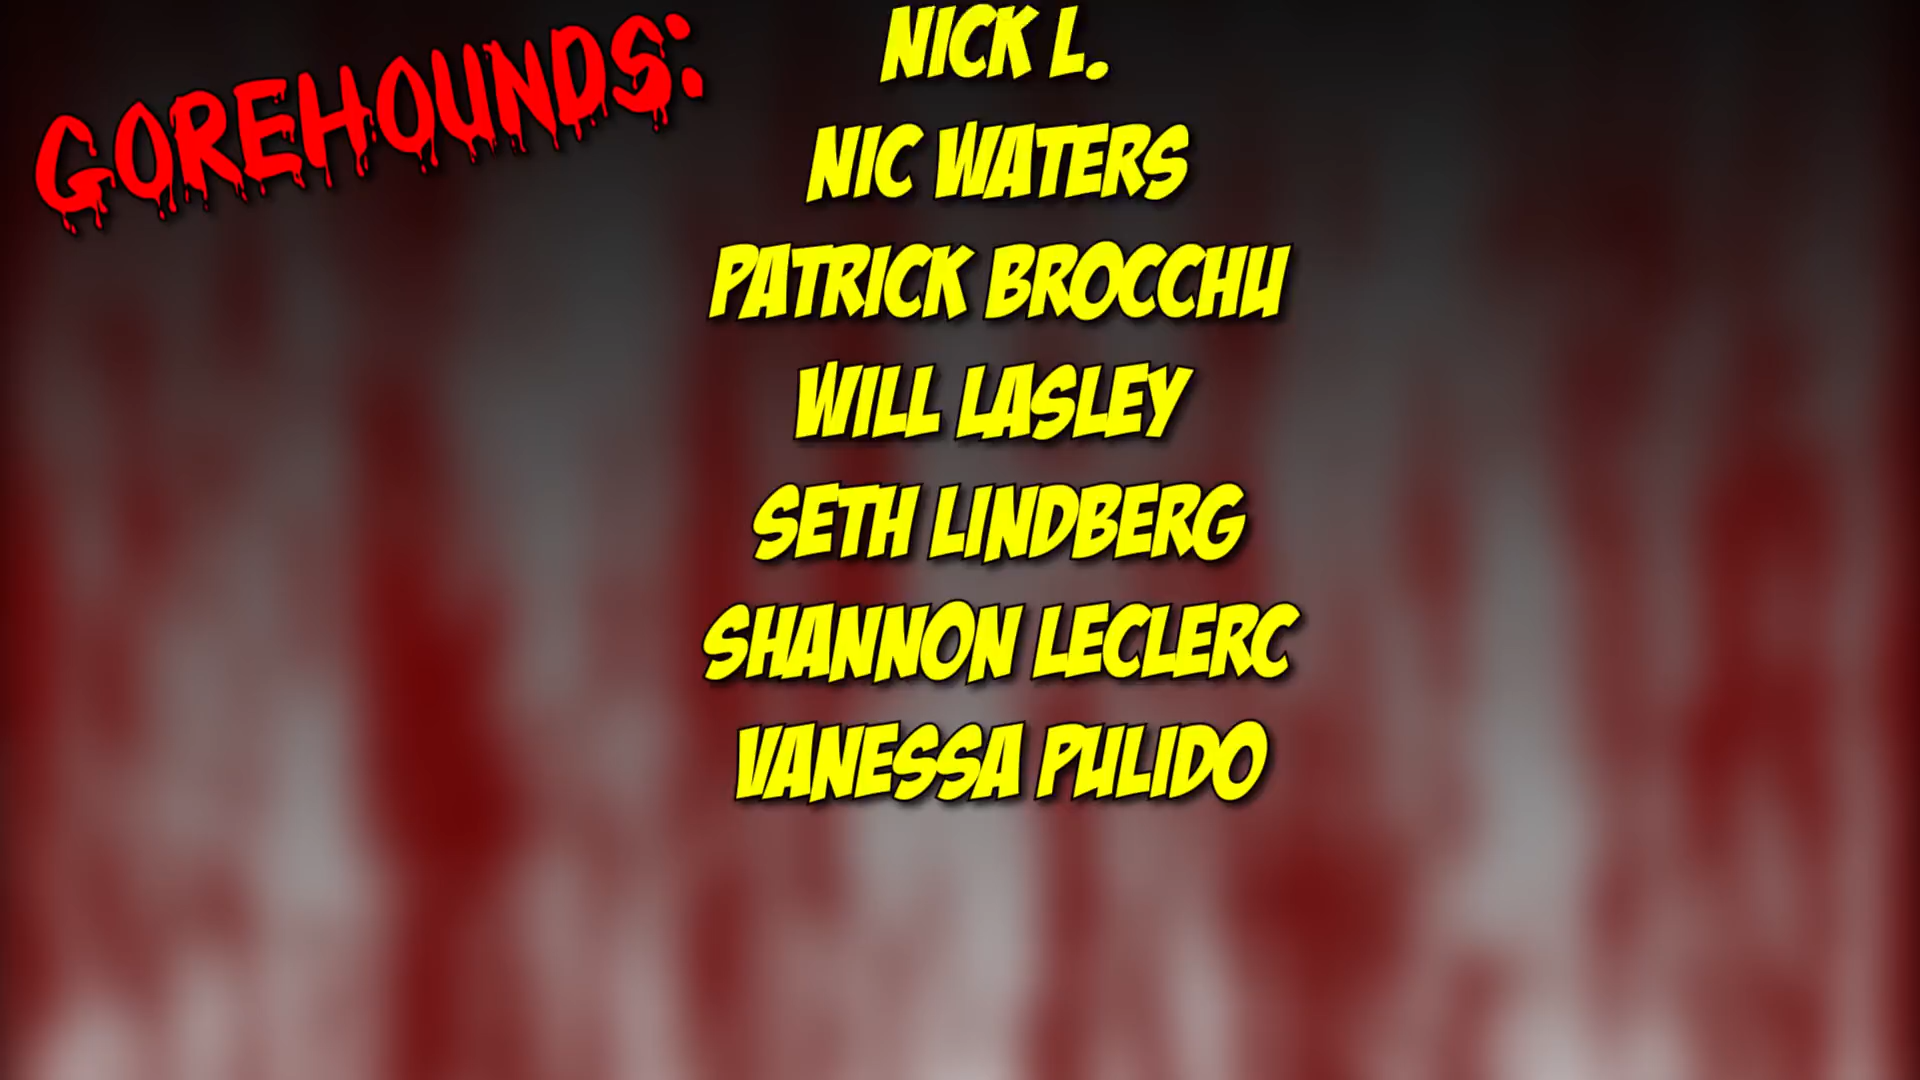 GOREHOUNDS:
NICK L.
NIC WATERS
PATRICK BROCCHU
WILL LASLEY
SETH LINDBERG
SHANNON LECLERC
VANESSA PULIDO